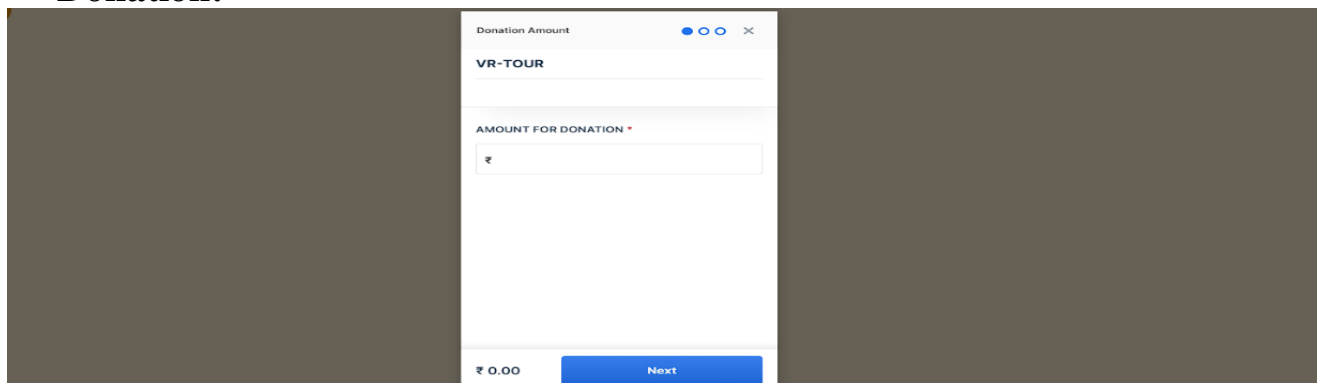 Donation Amount
VR-TOUR
AMOUNT FOR DONATION *
₹
₹ 0.00 Next